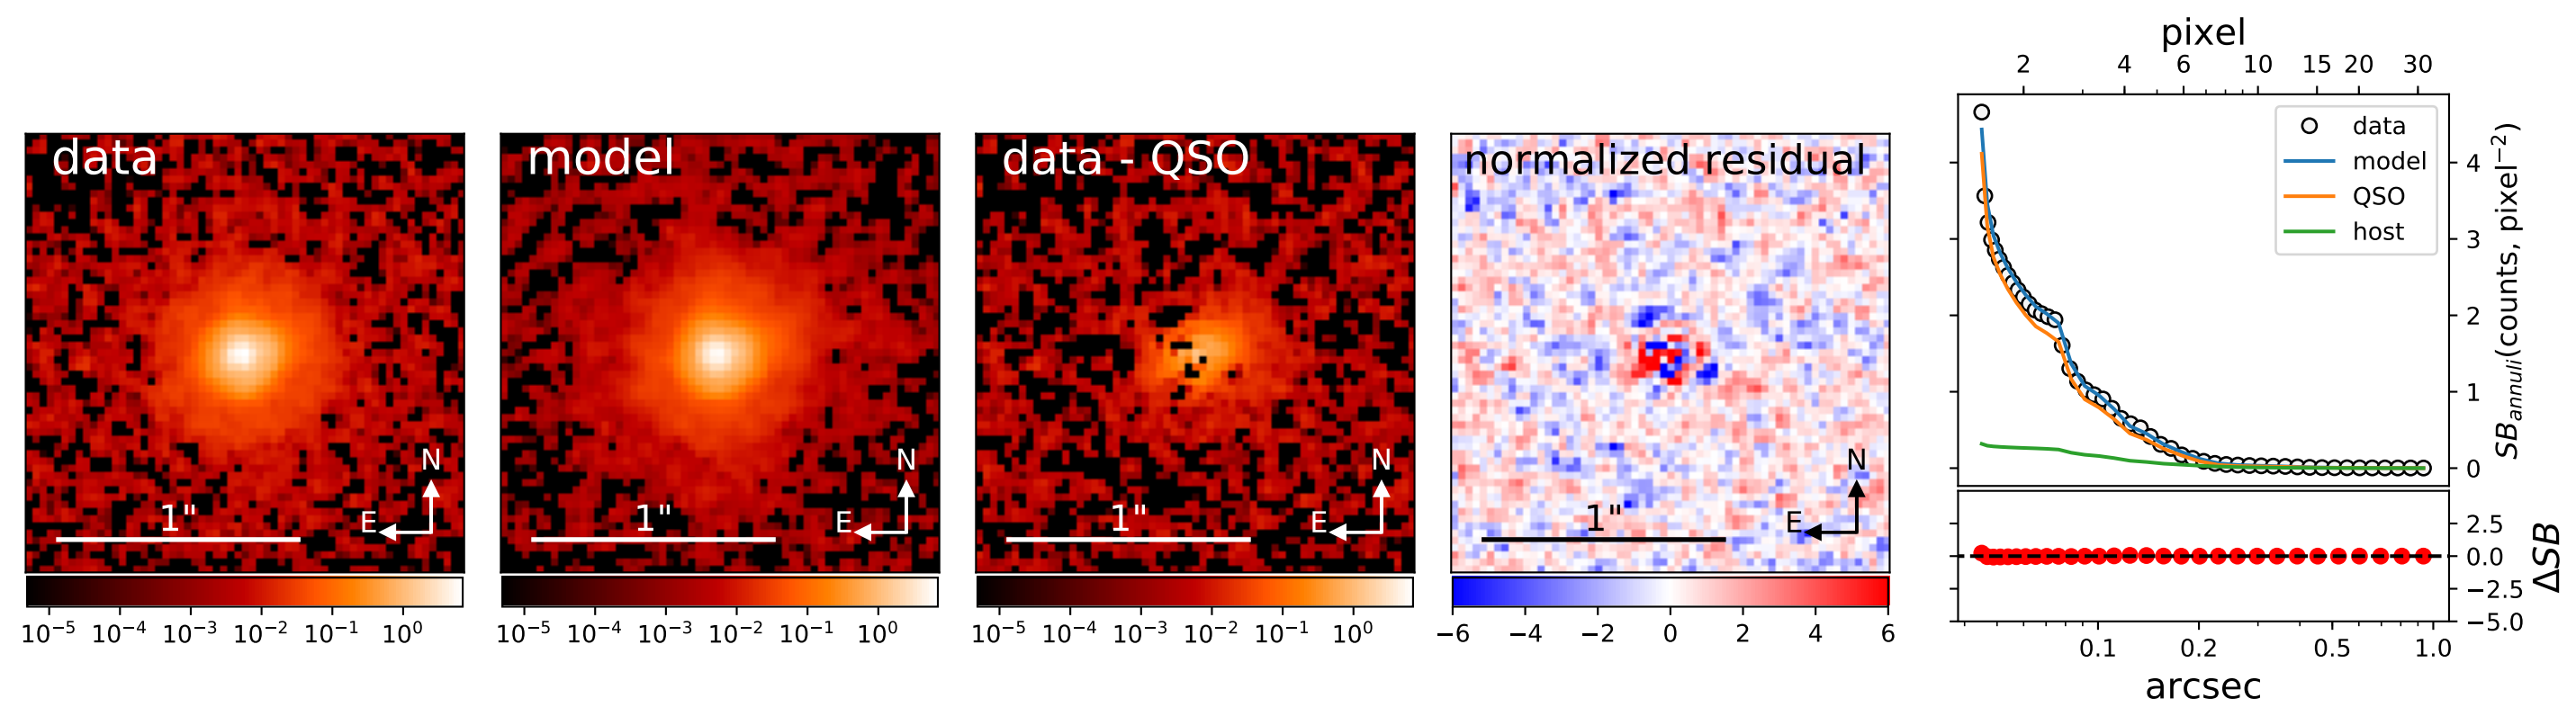 data
N
E
1"
10⁻⁵ 10⁻⁴ 10⁻³ 10⁻² 10⁻¹ 10⁰
model
N
E
1"
10⁻⁵ 10⁻⁴ 10⁻³ 10⁻² 10⁻¹ 10⁰
data - QSO
N
E
1"
10⁻⁵ 10⁻⁴ 10⁻³ 10⁻² 10⁻¹ 10⁰
normalized residual
N
E
1"
−6 −4 −2 0 2 4 6
pixel
2 4 6 10 15 20 30
data
model
QSO
host
4
3
2
1
0
SBannuli(counts, pixel⁻²)
2.5
0.0
−2.5
−5.0
ΔSB
0.1 0.2 0.5 1.0
arcsec